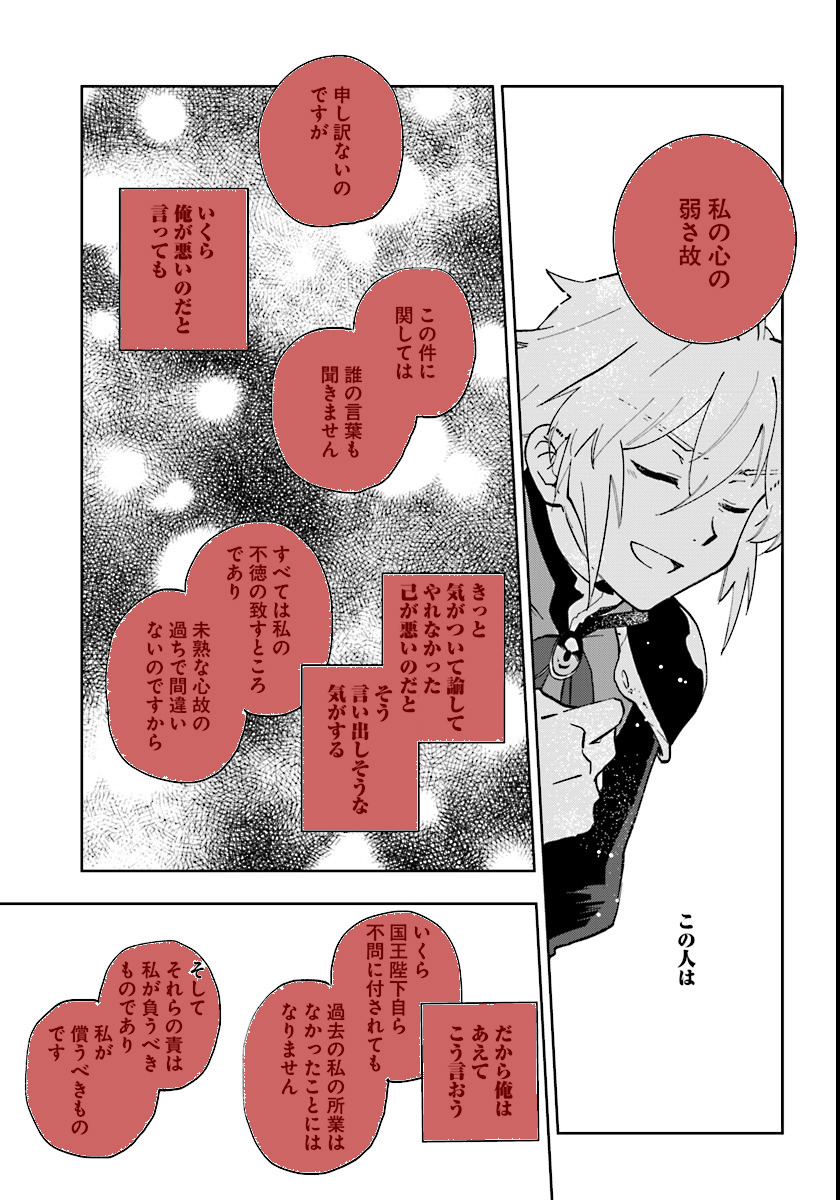 私の心の
弱さ故
この人は
申し訳ないの
ですが
いくら
俺が悪いのだと
言っても
この件に
関しては
誰の言葉も
聞きません
きっと
気がついて諭して
やれなかった
己が悪いのだと
そう
言い出しそうな
気がする
すべては私の
不徳の致すところ
であり
未熟な心故の
過ちで間違い
ないのですから
だから俺は
あえて
こう言おう
いくら
国王陛下自ら
不問に付されても
過去の私の所業は
なかったことには
なりません
そして
それらの責は
私が負うべき
ものであり
私が
償うべきもの
です